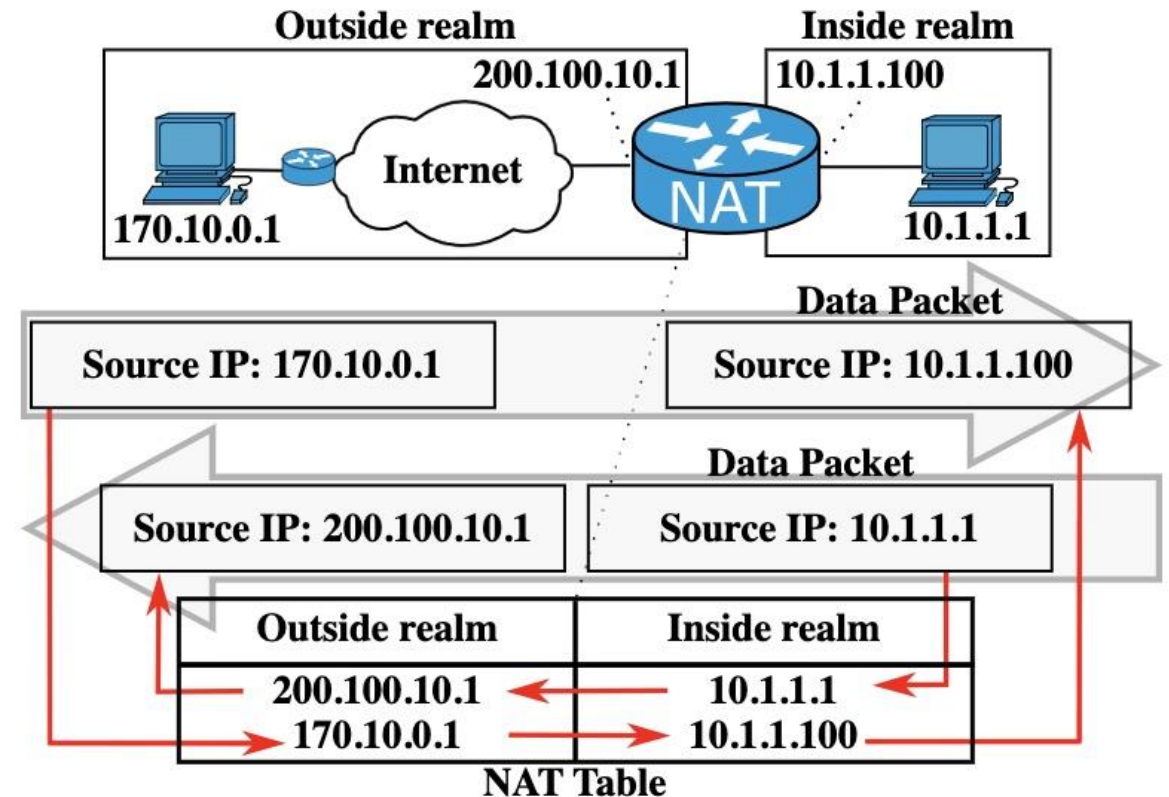 Outside realm
Inside realm
200.100.10.1
10.1.1.100
Internet
NAT
170.10.0.1
10.1.1.1
Data Packet
Source IP: 170.10.0.1
Source IP: 10.1.1.100
Data Packet
Source IP: 200.100.10.1
Source IP: 10.1.1.1
Outside realm
Inside realm
200.100.10.1
10.1.1.1
170.10.0.1
10.1.1.100
NAT Table